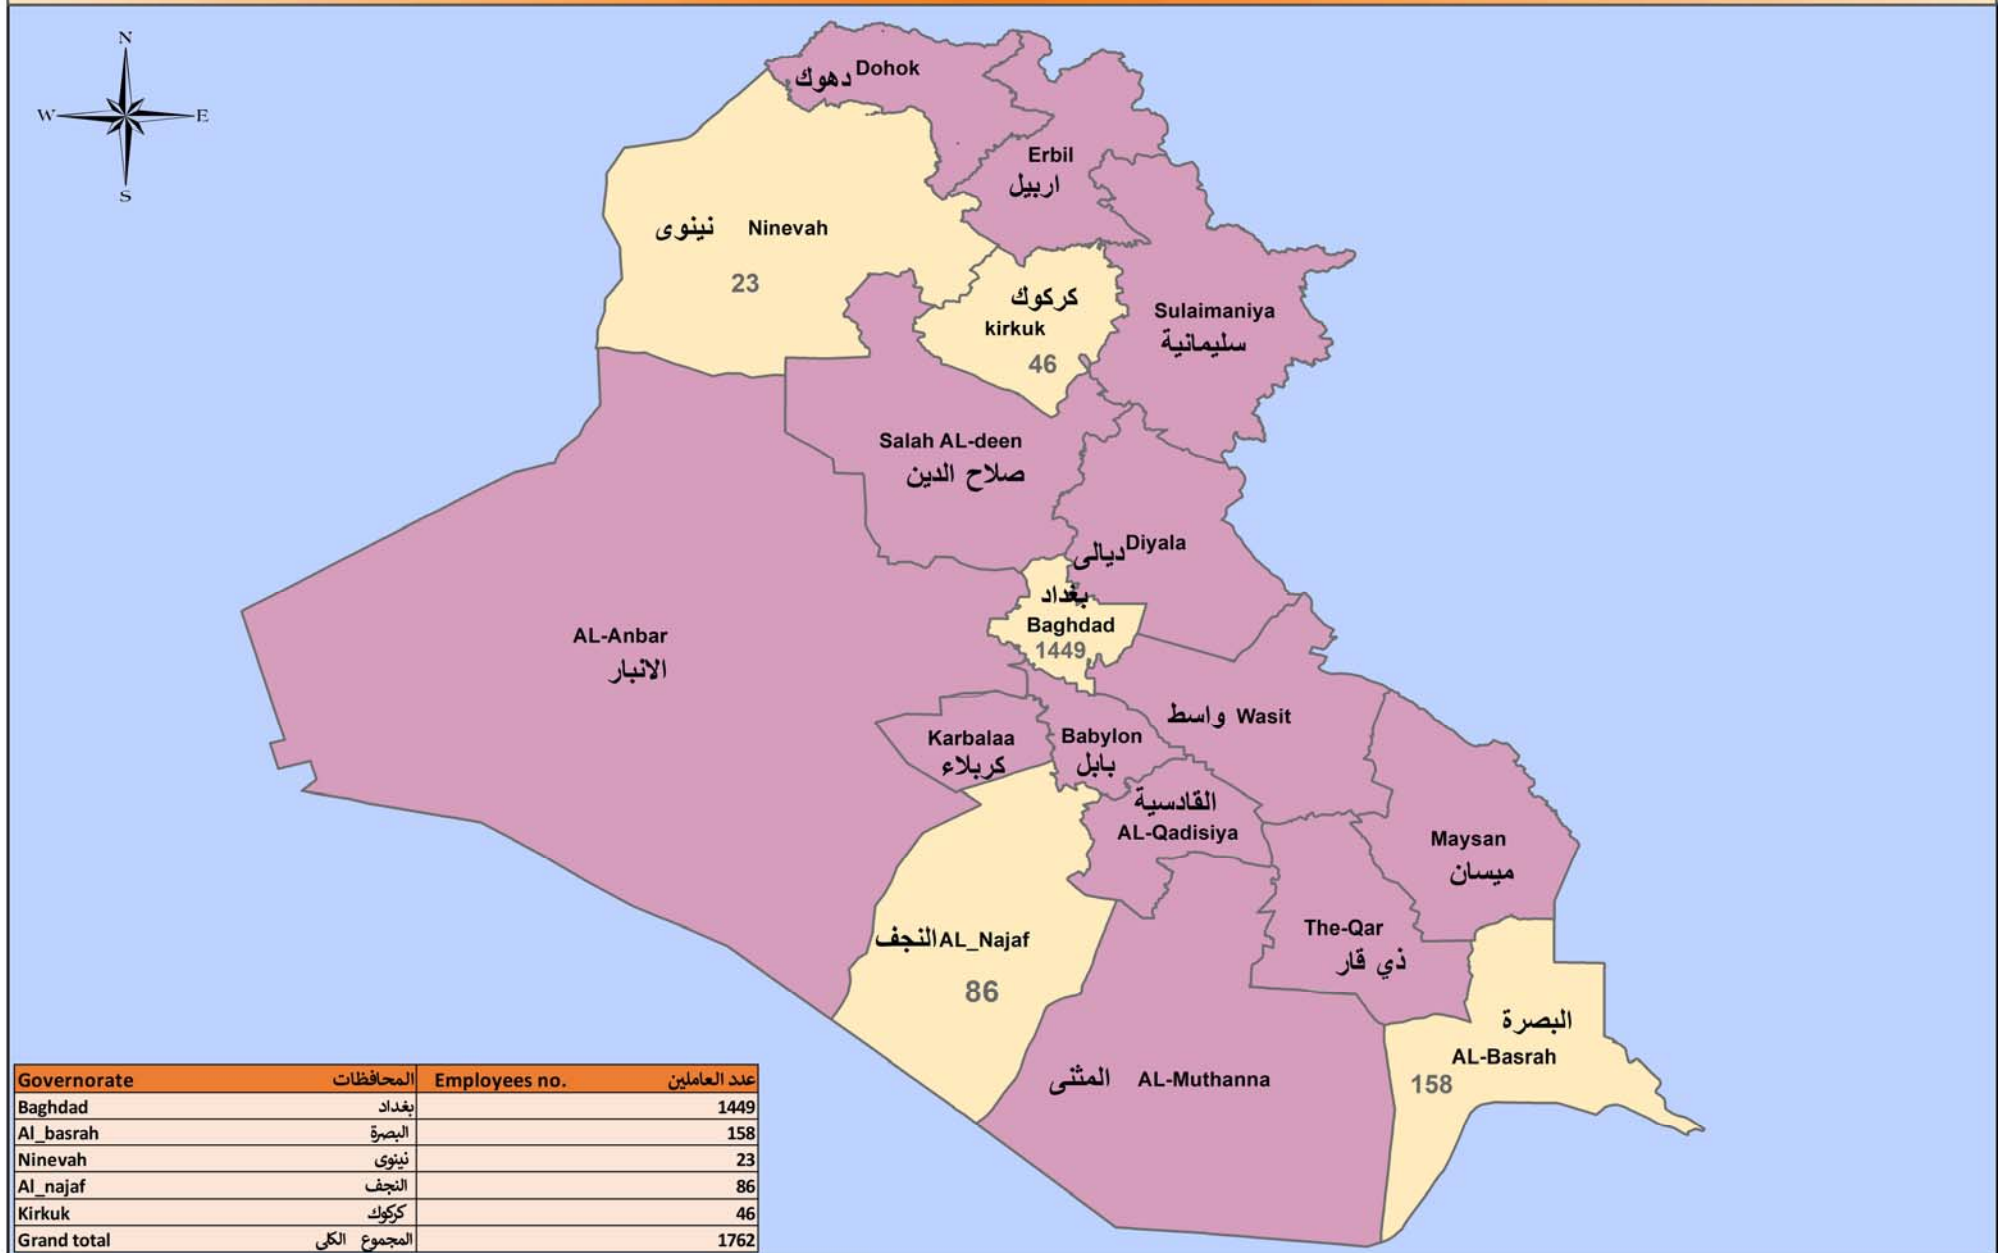 N
W E
S
دهوك Dohok
Erbil
اربيل
نينوى Ninevah
23
كركوك
kirkuk
46
Sulaimaniya
سليمانية
Salah AL-deen
صلاح الدين
ديالى Diyala
بغداد
Baghdad
1449
AL-Anbar
الانبار
واسط Wasit
Karbalaa
كربلاء
Babylon
بابل
القادسية
AL-Qadisiya
Maysan
ميسان
The-Qar
ذي قار
النجف AL_Najaf
86
البصرة
AL-Basrah
158
المثنى AL-Muthanna
Governorate المحافظات Employees no. عدد العاملين
Baghdad بغداد 1449
Al_basrah البصرة 158
Ninevah نينوى 23
Al_najaf النجف 86
Kirkuk كركوك 46
Grand total المجموع الكلي 1762